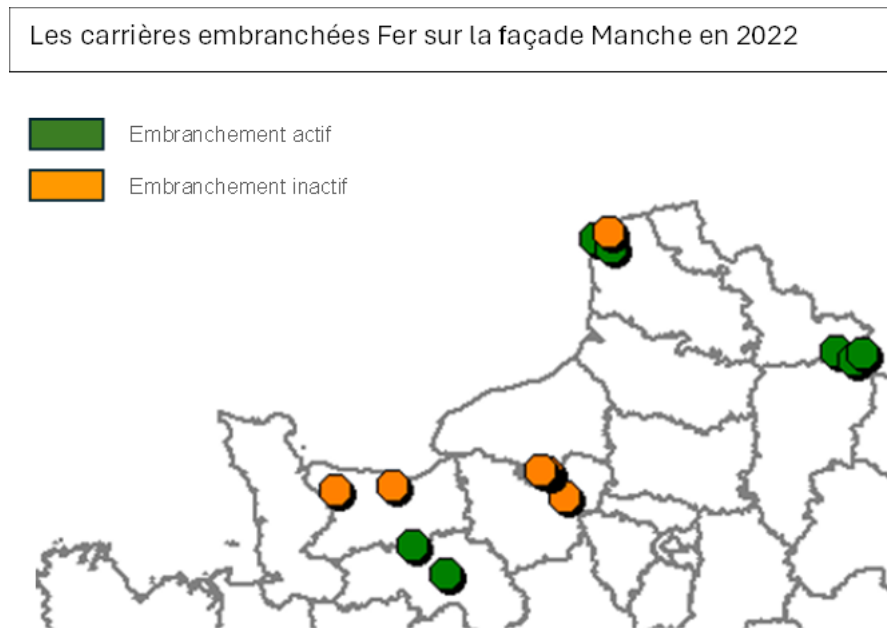 Les carrières embranchées Fer sur la façade Manche en 2022
Embranchement actif
Embranchement inactif